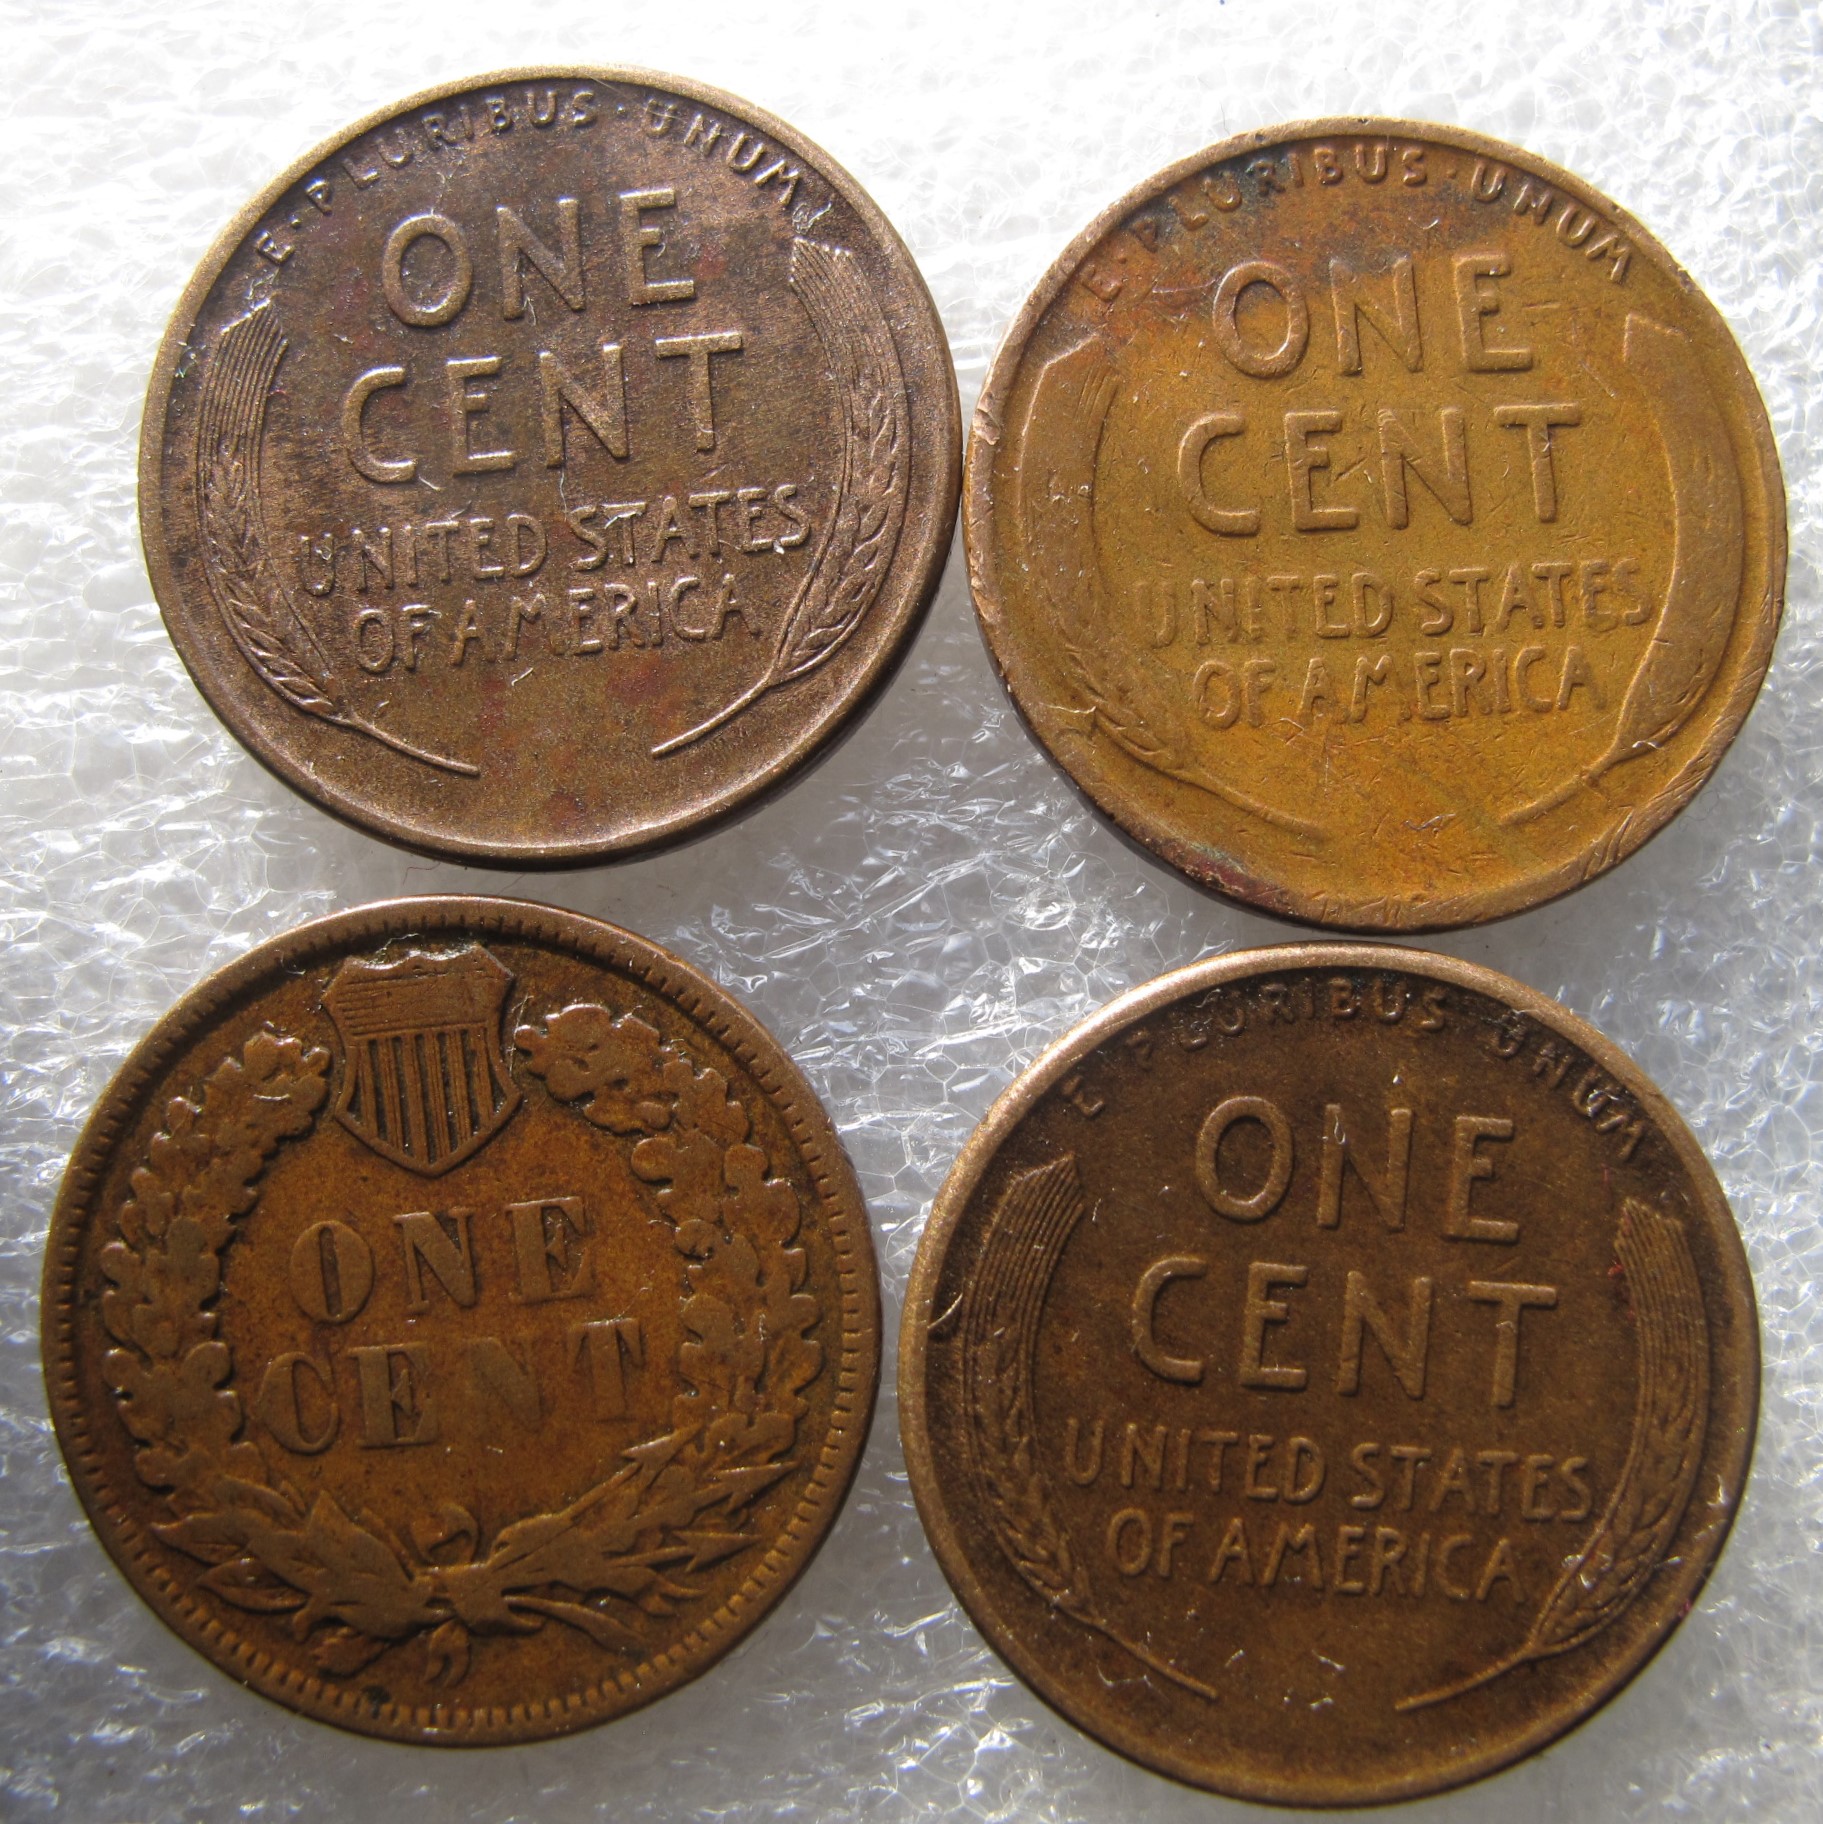 E·PLURIBUS·UNUM
ONE
CENT
UNITED STATES
OF AMERICA
E·PLURIBUS·UNUM
ONE
CENT
UNITED STATES
OF AMERICA
ONE
CENT
E PLURIBUS UNUM
ONE
CENT
UNITED STATES
OF AMERICA